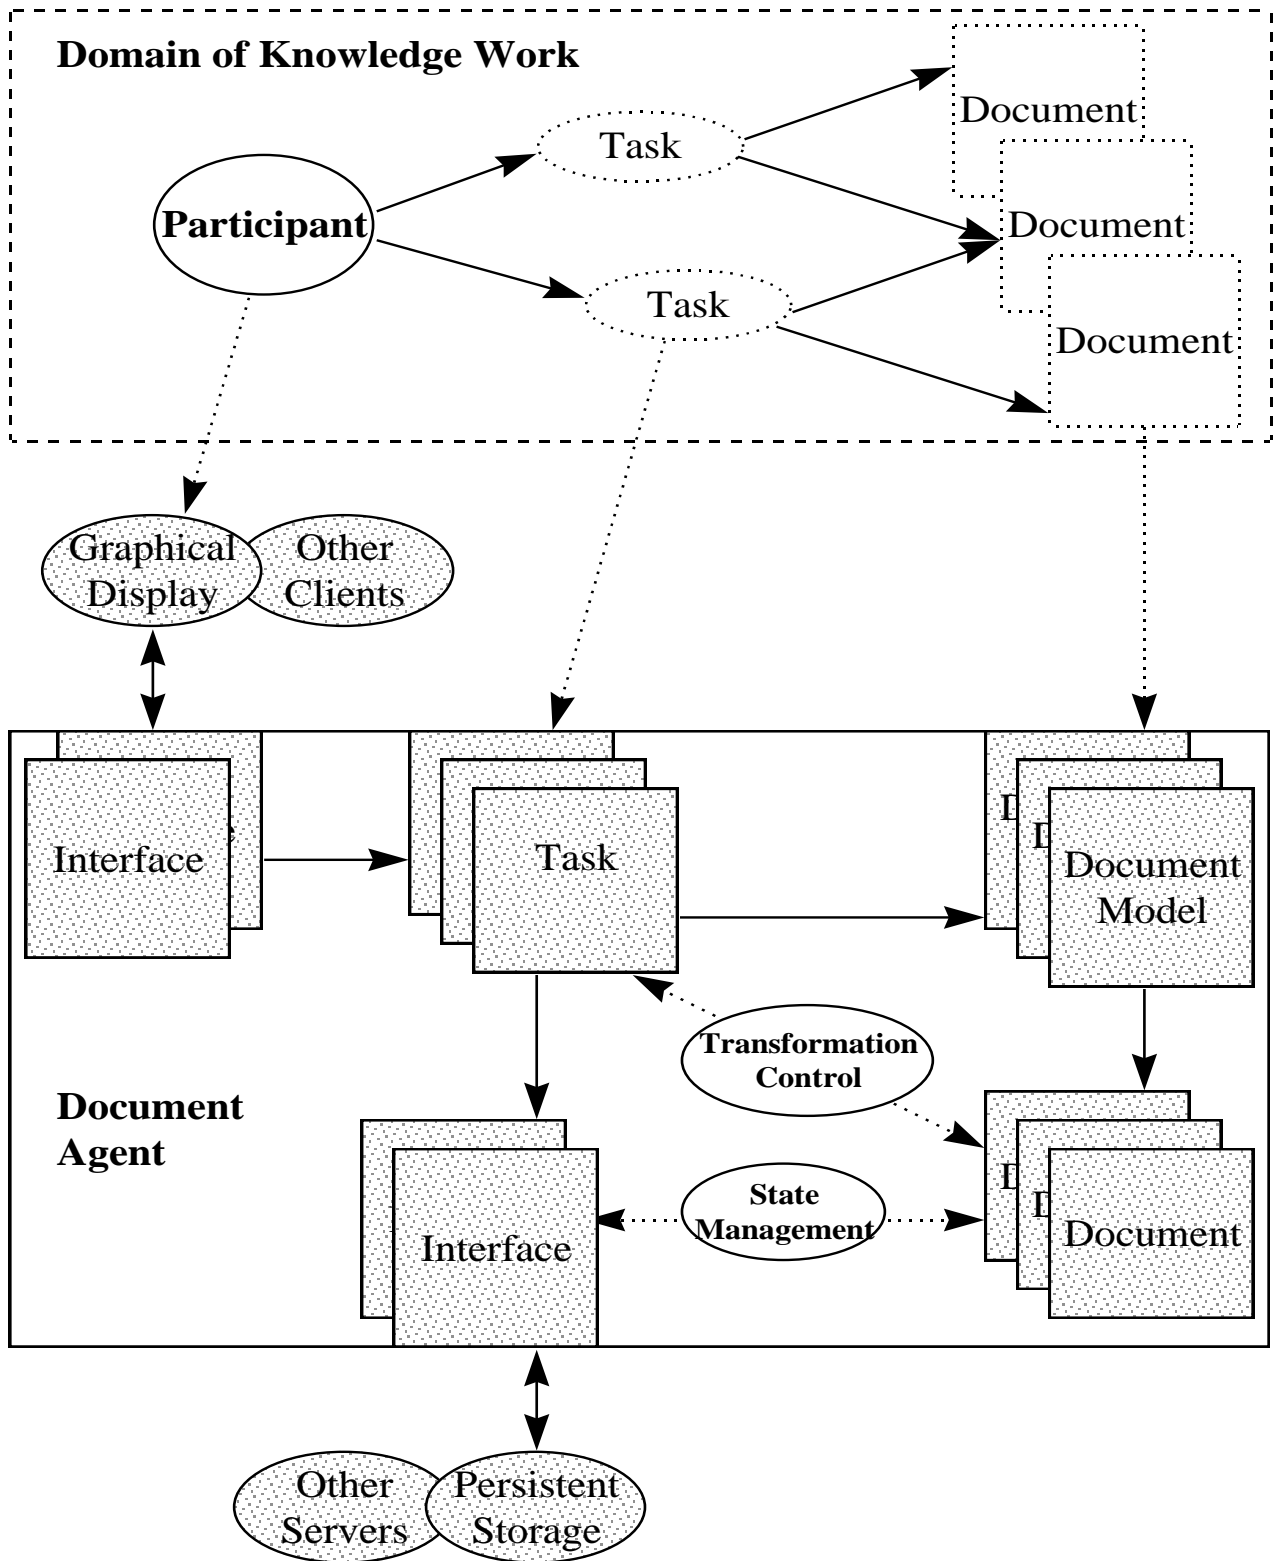 Domain of Knowledge Work
Document
Task
Participant
Document
Task
Document
Graphical
Display
Other
Clients
Interface
Task
D
D
Document
Model
Transformation
Control
Document
Agent
D
D
State
Management
Interface
Document
Other
Servers
Persistent
Storage